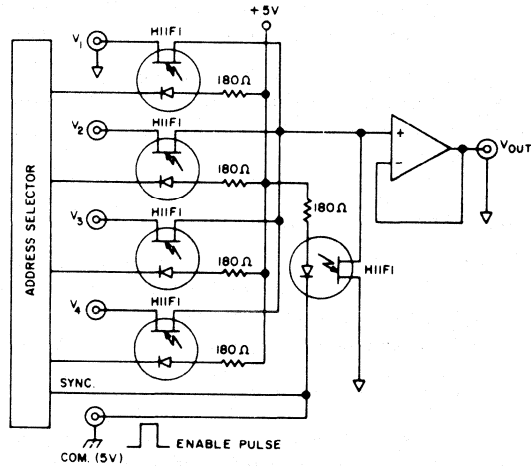 +5V
V1
H11F1
180Ω
V2
H11F1
180Ω
V3
H11F1
180Ω
V4
H11F1
180Ω
ADDRESS SELECTOR
180Ω
H11F1
+
-
VOUT
SYNC.
ENABLE PULSE
COM. (5V)